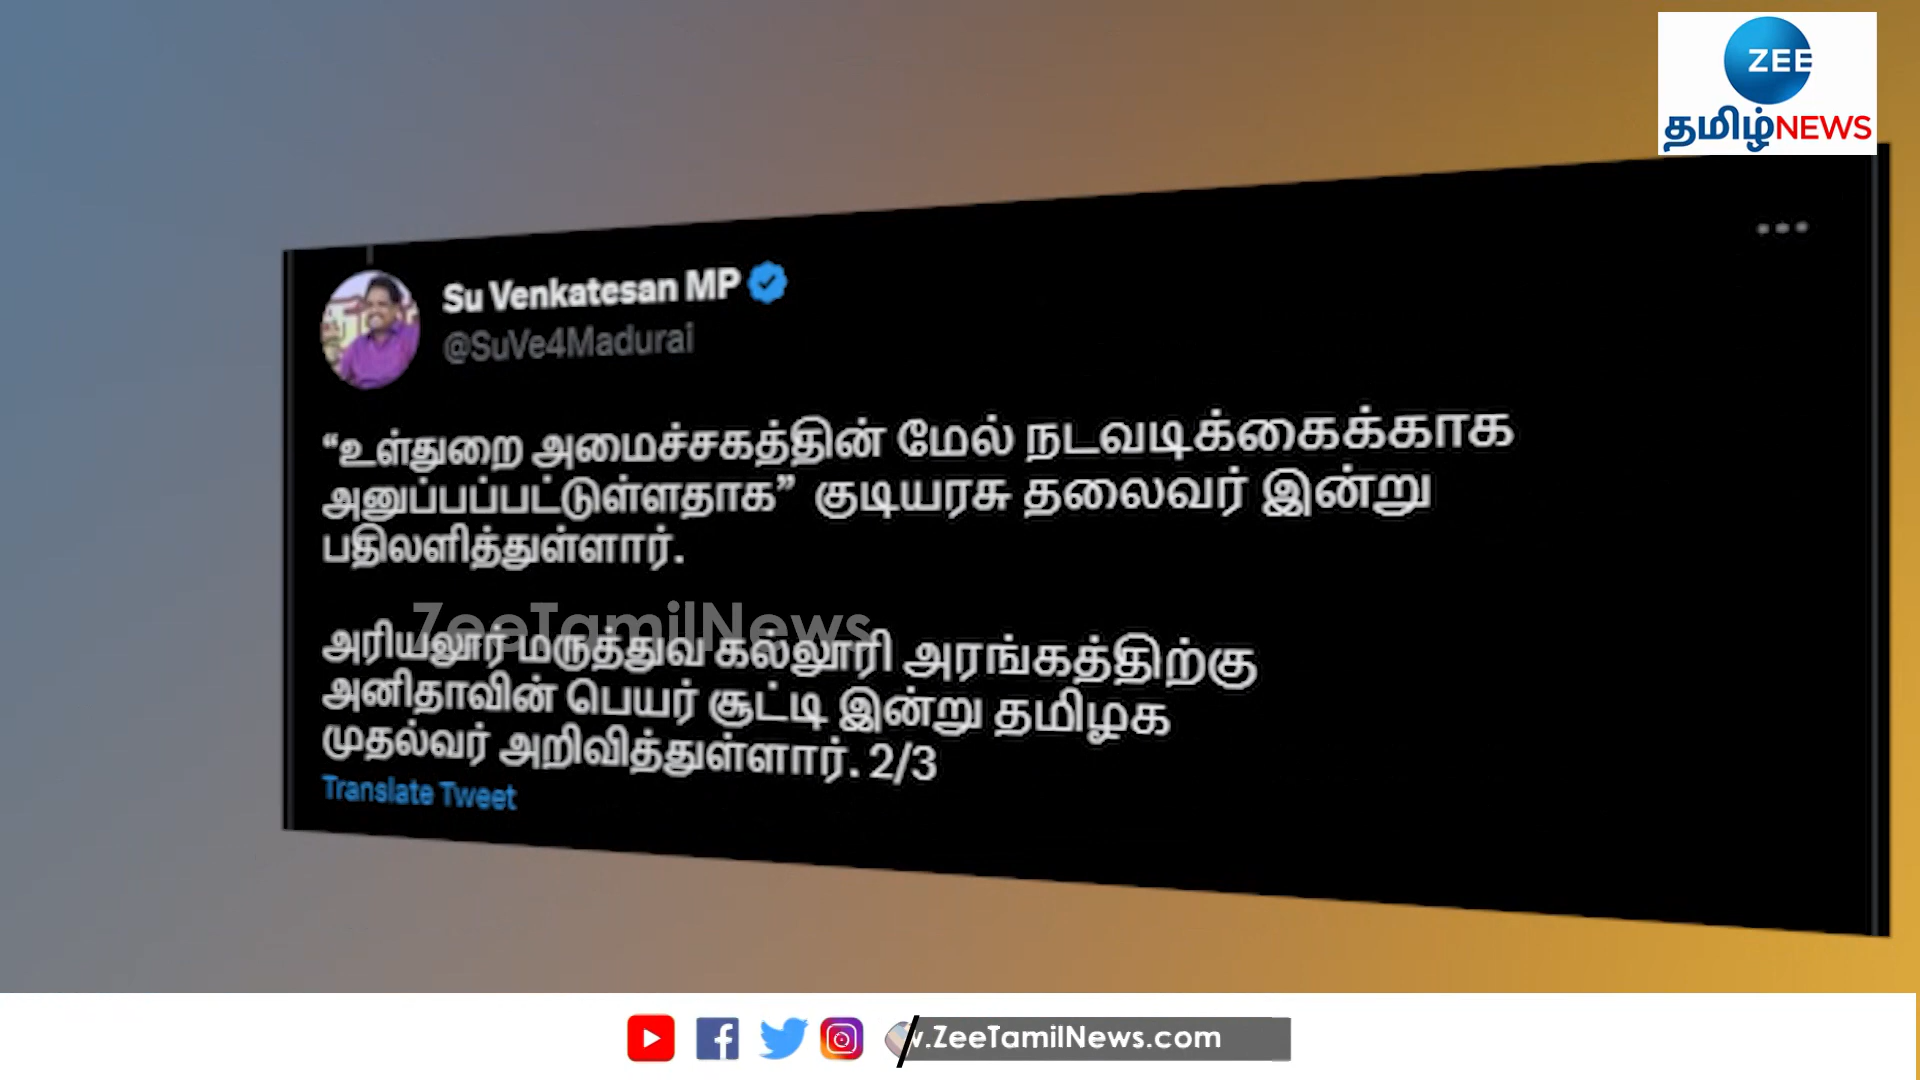 ZEE
தமிழ்NEWS
Su Venkatesan MP
@SuVe4Madurai
“உள்துறை அமைச்சகத்தின் மேல் நடவடிக்கைக்காக
அனுப்பப்பட்டுள்ளதாக” குடியரசு தலைவர் இன்று
பதிலளித்துள்ளார்.
ZeeTamilNews
அரியலூர் மருத்துவ கல்லூரி அரங்கத்திற்கு
அனிதாவின் பெயர் சூட்டி இன்று தமிழக
முதல்வர் அறிவித்துள்ளார். 2/3
Translate Tweet
.ZeeTamilNews.com